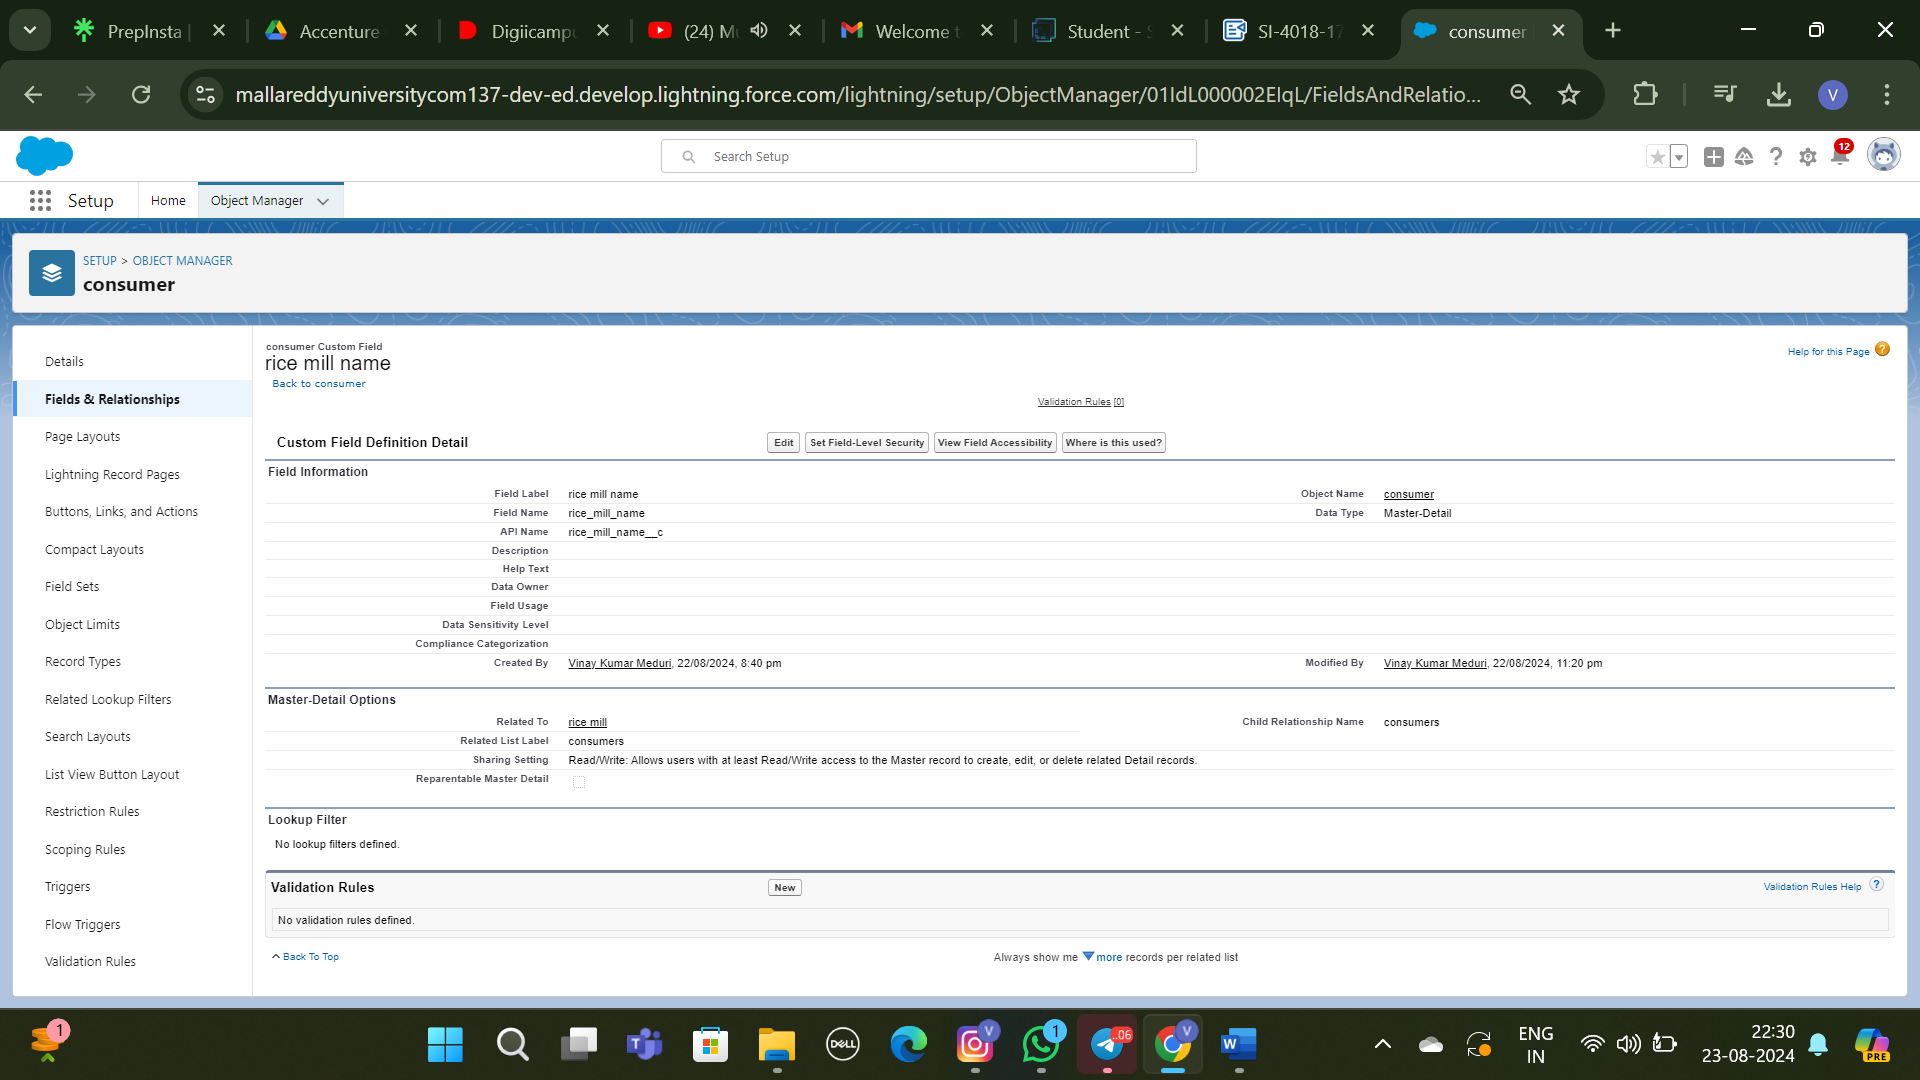 PrepInsta |
Accenture
Digiicampu
(24) Mu
Welcome t
Student - S
SI-4018-17
consumer
mallareddyuniversitycom137-dev-ed.develop.lightning.force.com/lightning/setup/ObjectManager/01IdL000002EIqL/FieldsAndRelatio...
V
Search Setup
12
Setup
Home
Object Manager
SETUP > OBJECT MANAGER
consumer
Details
Fields & Relationships
Page Layouts
Lightning Record Pages
Buttons, Links, and Actions
Compact Layouts
Field Sets
Object Limits
Record Types
Related Lookup Filters
Search Layouts
List View Button Layout
Restriction Rules
Scoping Rules
Triggers
Flow Triggers
Validation Rules
consumer Custom Field
rice mill name
Back to consumer
Help for this Page ?
Validation Rules [0]
Custom Field Definition Detail
Edit Set Field-Level Security View Field Accessibility Where is this used?
Field Information
Field Label rice mill name Object Name consumer
Field Name rice_mill_name Data Type Master-Detail
API Name rice_mill_name__c
Description
Help Text
Data Owner
Field Usage
Data Sensitivity Level
Compliance Categorization
Created By Vinay Kumar Meduri, 22/08/2024, 8:40 pm Modified By Vinay Kumar Meduri, 22/08/2024, 11:20 pm
Master-Detail Options
Related To rice mill Child Relationship Name consumers
Related List Label consumers
Sharing Setting Read/Write: Allows users with at least Read/Write access to the Master record to create, edit, or delete related Detail records.
Reparentable Master Detail
Lookup Filter
No lookup filters defined.
Validation Rules New Validation Rules Help ?
No validation rules defined.
Back To Top Always show me more records per related list
1
T
DELL
V
1
..06
V
W
ENG
IN
22:30
23-08-2024
PRE